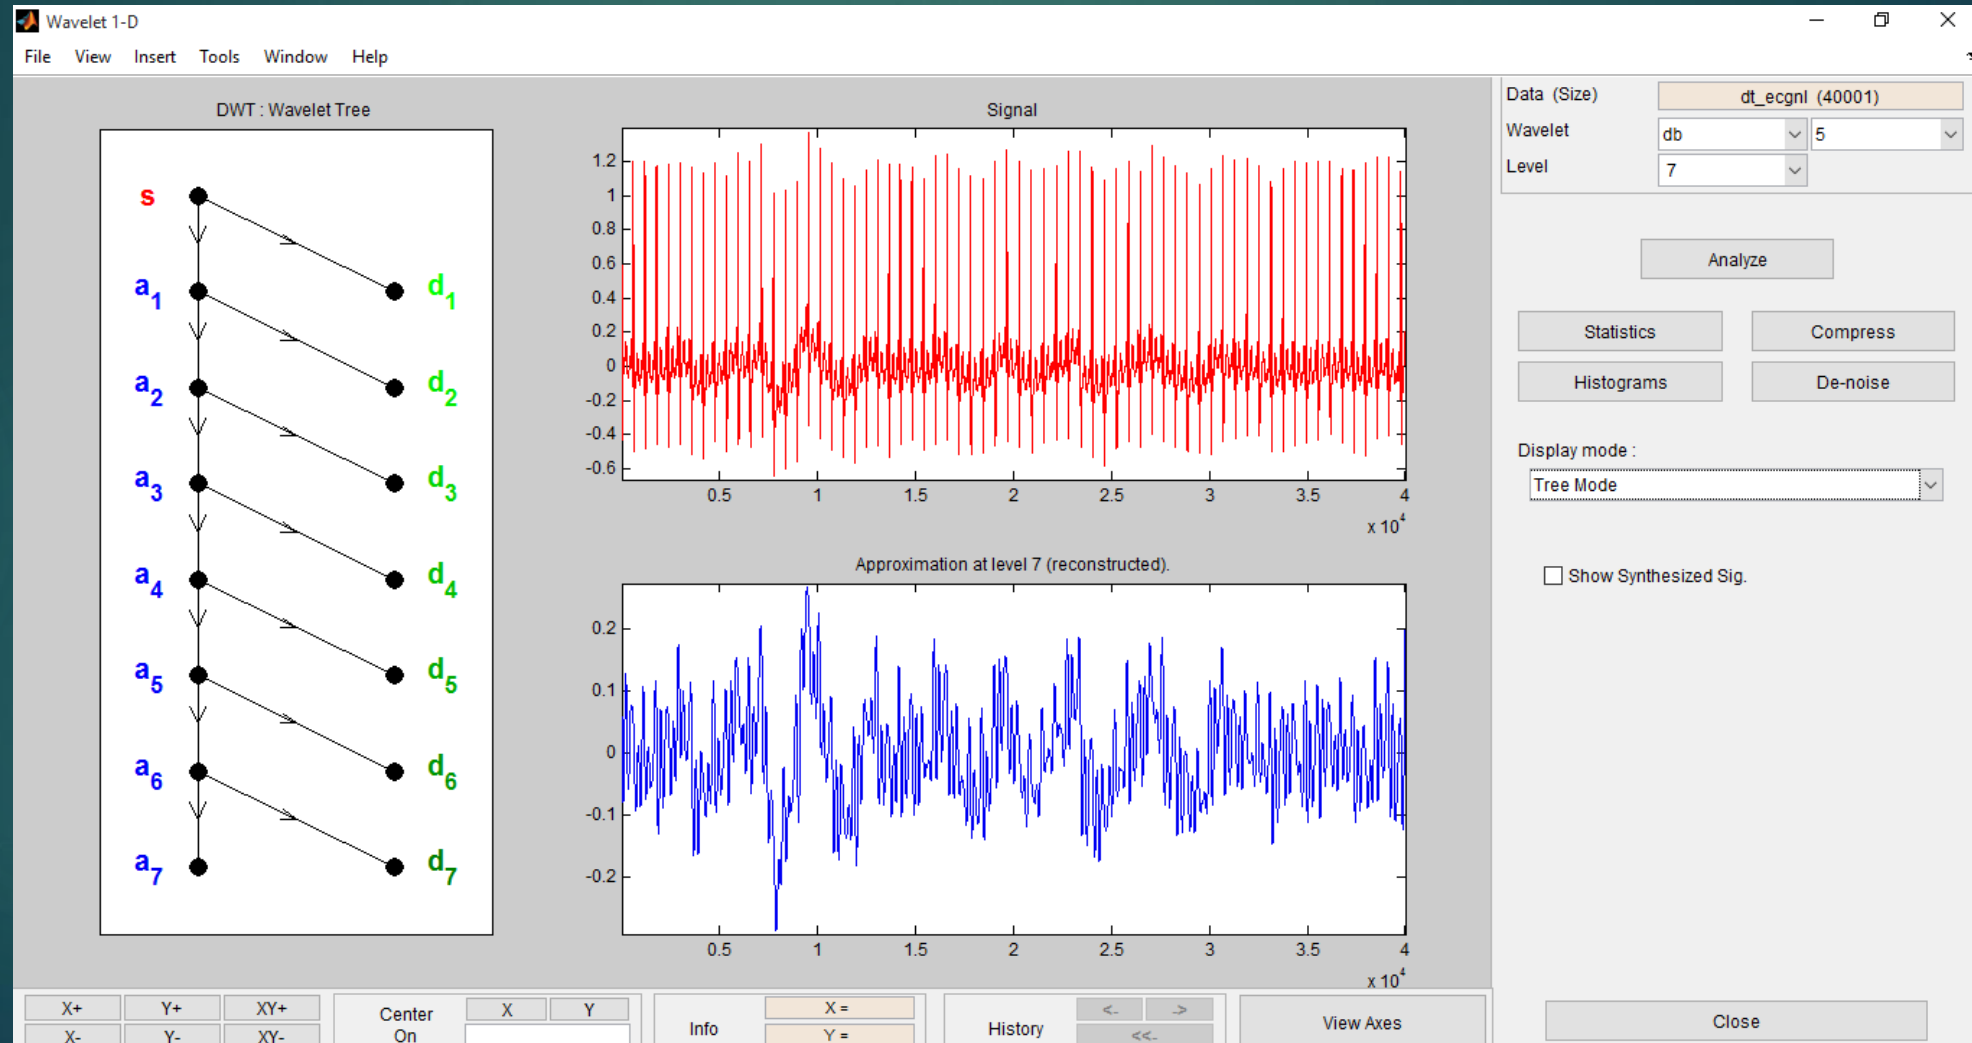 Wavelet 1-D
File View Insert Tools Window Help
DWT : Wavelet Tree
s
a1 d1
a2 d2
a3 d3
a4 d4
a5 d5
a6 d6
a7 d7
Signal
1.2
1
0.8
0.6
0.4
0.2
0
-0.2
-0.4
-0.6
0.5 1 1.5 2 2.5 3 3.5 4
x 10^4
Approximation at level 7 (reconstructed).
0.2
0.1
0
-0.1
-0.2
0.5 1 1.5 2 2.5 3 3.5 4
x 10^4
Data (Size) dt_ecgnl (40001)
Wavelet db 5
Level 7
Analyze
Statistics Compress
Histograms De-noise
Display mode :
Tree Mode
Show Synthesized Sig.
X+ Y+ XY+
X- Y- XY-
Center
On
X Y
Info
X =
Y =
History
<- ->
<<-
View Axes
Close